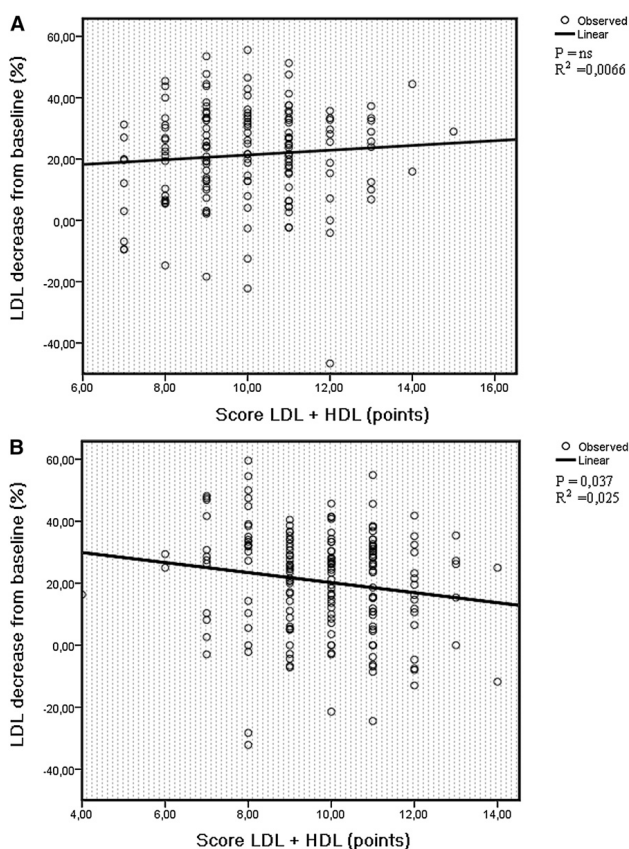 A
60,00
40,00
20,00
0,00
-20,00
-40,00
LDL decrease from baseline (%)
6,00 8,00 10,00 12,00 14,00 16,00
Score LDL + HDL (points)
Observed
Linear
P = ns
R² =0,0066
B
60,00
40,00
20,00
0,00
-20,00
-40,00
LDL decrease from baseline (%)
4,00 6,00 8,00 10,00 12,00 14,00
Score LDL + HDL (points)
Observed
Linear
P = 0,037
R² =0,025